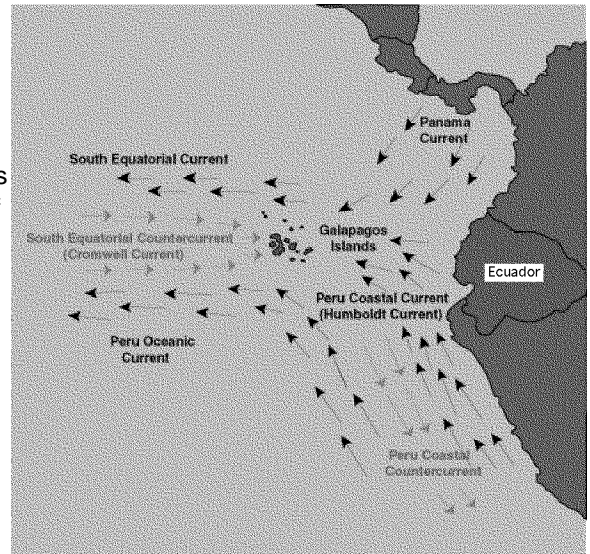 Panama
Current
South Equatorial Current
s
Galapagos
Islands
South Equatorial Countercurrent
(Cromwell Current)
Ecuador
Peru Coastal Current
(Humboldt Current)
Peru Oceanic
Current
Peru Coastal
Countercurrent